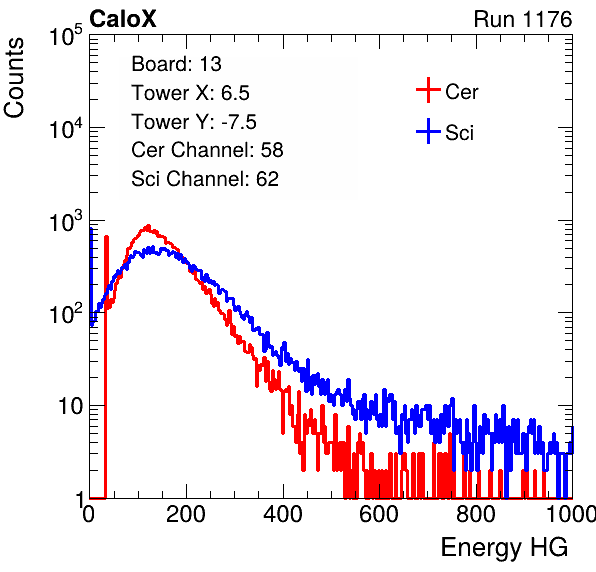 CaloX Run 1176
Counts
10^5
10^4
10^3
10^2
10
1
Board: 13
Tower X: 6.5
Tower Y: -7.5
Cer Channel: 58
Sci Channel: 62
Cer
Sci
0 200 400 600 800 1000
Energy HG